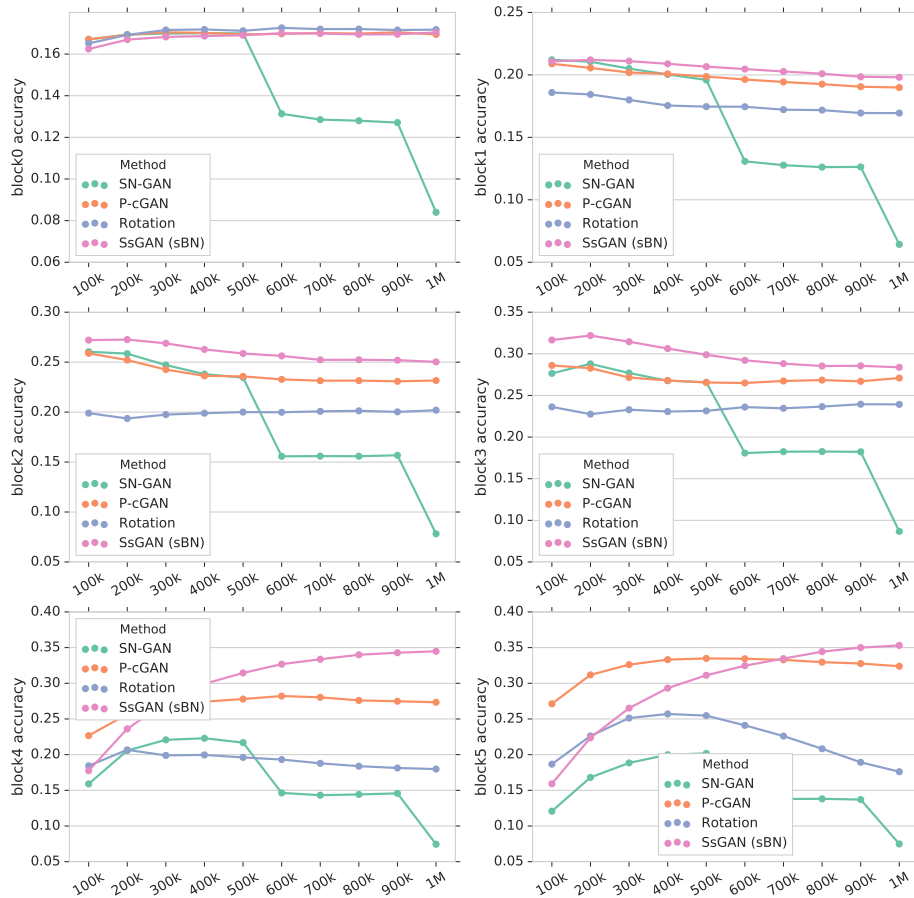 block0 accuracy
0.16
0.14
0.12
0.10
0.08
0.06
Method
SN-GAN
P-cGAN
Rotation
SsGAN (sBN)
100k 200k 300k 400k 500k 600k 700k 800k 900k 1M
block1 accuracy
0.25
0.20
0.15
0.10
0.05
Method
SN-GAN
P-cGAN
Rotation
SsGAN (sBN)
100k 200k 300k 400k 500k 600k 700k 800k 900k 1M
block2 accuracy
0.30
0.25
0.20
0.15
0.10
0.05
Method
SN-GAN
P-cGAN
Rotation
SsGAN (sBN)
100k 200k 300k 400k 500k 600k 700k 800k 900k 1M
block3 accuracy
0.35
0.30
0.25
0.20
0.15
0.10
0.05
Method
SN-GAN
P-cGAN
Rotation
SsGAN (sBN)
100k 200k 300k 400k 500k 600k 700k 800k 900k 1M
block4 accuracy
0.40
0.35
0.30
0.25
0.20
0.15
0.10
0.05
Method
SN-GAN
P-cGAN
Rotation
SsGAN (sBN)
100k 200k 300k 400k 500k 600k 700k 800k 900k 1M
block5 accuracy
0.40
0.35
0.30
0.25
0.20
0.15
0.10
0.05
Method
SN-GAN
P-cGAN
Rotation
SsGAN (sBN)
100k 200k 300k 400k 500k 600k 700k 800k 900k 1M